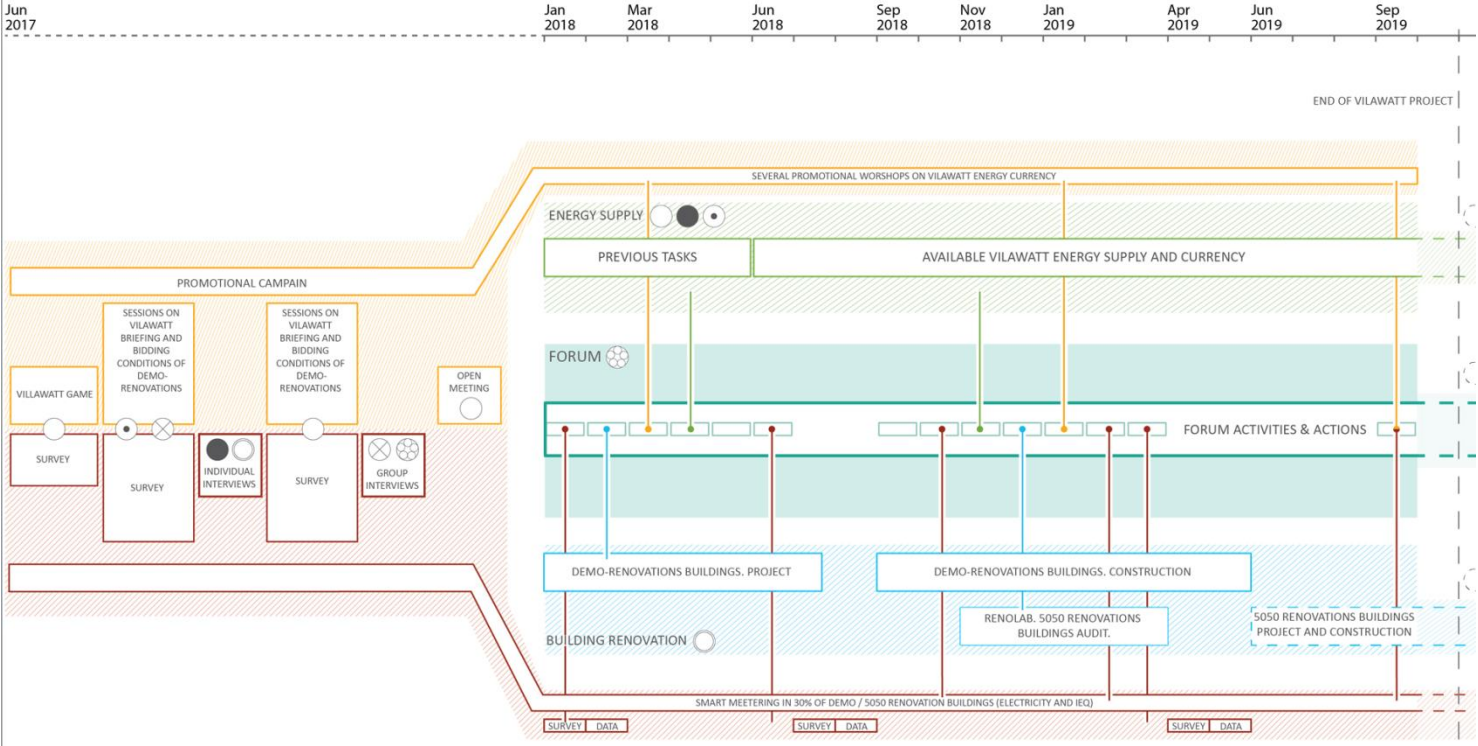 Jun
2017
Jan
2018
Mar
2018
Jun
2018
Sep
2018
Nov
2018
Jan
2019
Apr
2019
Jun
2019
Sep
2019
END OF VILAWATT PROJECT
SEVERAL PROMOTIONAL WORSHOPS ON VILAWATT ENERGY CURRENCY
ENERGY SUPPLY
PREVIOUS TASKS
AVAILABLE VILAWATT ENERGY SUPPLY AND CURRENCY
PROMOTIONAL CAMPAIN
VILLAWATT GAME
SESSIONS ON
VILAWATT
BRIEFING AND
BIDDING
CONDITIONS OF
DEMO-
RENOVATIONS
SESSIONS ON
VILAWATT
BRIEFING AND
BIDDING
CONDITIONS OF
DEMO-
RENOVATIONS
OPEN
MEETING
SURVEY
SURVEY
INDIVIDUAL
INTERVIEWS
SURVEY
GROUP
INTERVIEWS
FORUM
FORUM ACTIVITIES & ACTIONS
DEMO-RENOVATIONS BUILDINGS. PROJECT
DEMO-RENOVATIONS BUILDINGS. CONSTRUCTION
RENOLAB. 5050 RENOVATIONS
BUILDINGS AUDIT.
5050 RENOVATIONS BUILDINGS
PROJECT AND CONSTRUCTION
BUILDING RENOVATION
SMART MEETERING IN 30% OF DEMO / 5050 RENOVATION BUILDINGS (ELECTRICITY AND IEQ)
SURVEY DATA
SURVEY DATA
SURVEY DATA